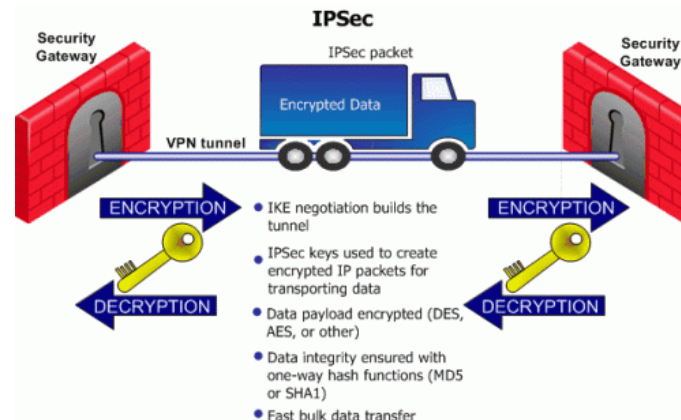 IPSec
Security
Gateway
IPSec packet
Security
Gateway
Encrypted Data
VPN tunnel
ENCRYPTION
DECRYPTION
• IKE negotiation builds the
tunnel
• IPSec keys used to create
encrypted IP packets for
transporting data
• Data payload encrypted (DES,
AES, or other)
• Data integrity ensured with
one-way hash functions (MD5
or SHA1)
• Fast bulk data transfer
ENCRYPTION
DECRYPTION